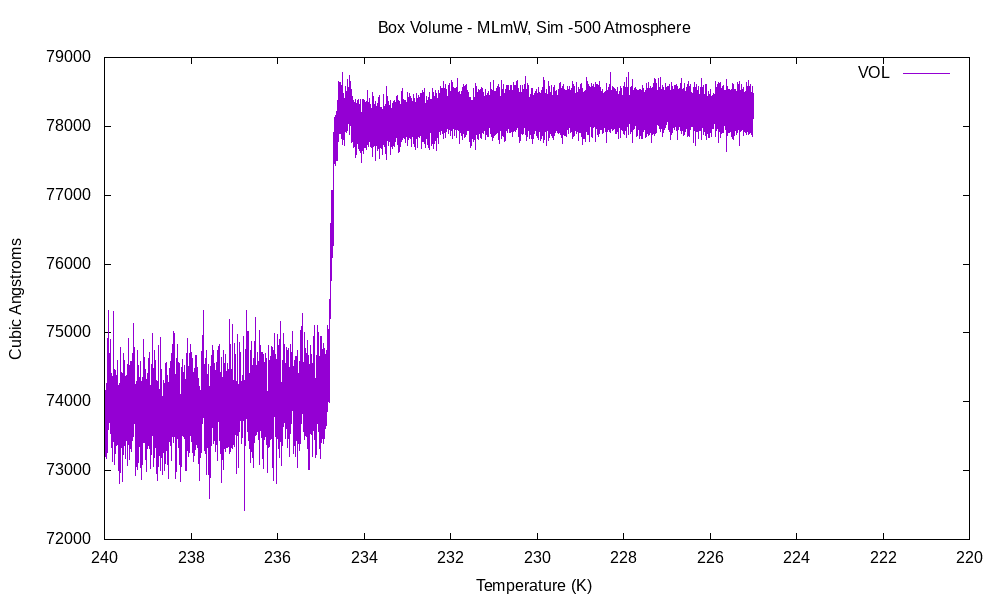 Box Volume - MLmW, Sim -500 Atmosphere
VOL
79000
78000
77000
76000
75000
74000
73000
72000
Cubic Angstroms
240 238 236 234 232 230 228 226 224 222 220
Temperature (K)